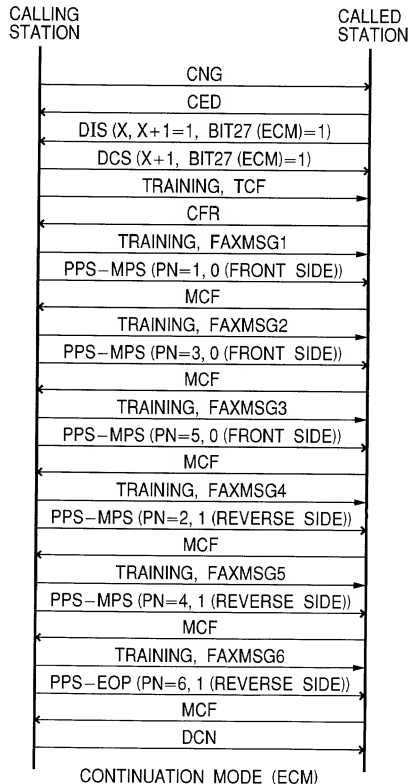 CALLING
STATION
CALLED
STATION
CNG
CED
DIS (X, X+1=1, BIT27 (ECM)=1)
DCS (X+1, BIT27 (ECM)=1)
TRAINING, TCF
CFR
TRAINING, FAXMSG1
PPS−MPS (PN=1, 0 (FRONT SIDE))
MCF
TRAINING, FAXMSG2
PPS−MPS (PN=3, 0 (FRONT SIDE))
MCF
TRAINING, FAXMSG3
PPS−MPS (PN=5, 0 (FRONT SIDE))
MCF
TRAINING, FAXMSG4
PPS−MPS (PN=2, 1 (REVERSE SIDE))
MCF
TRAINING, FAXMSG5
PPS−MPS (PN=4, 1 (REVERSE SIDE))
MCF
TRAINING, FAXMSG6
PPS−EOP (PN=6, 1 (REVERSE SIDE))
MCF
DCN
CONTINUATION MODE (ECM)